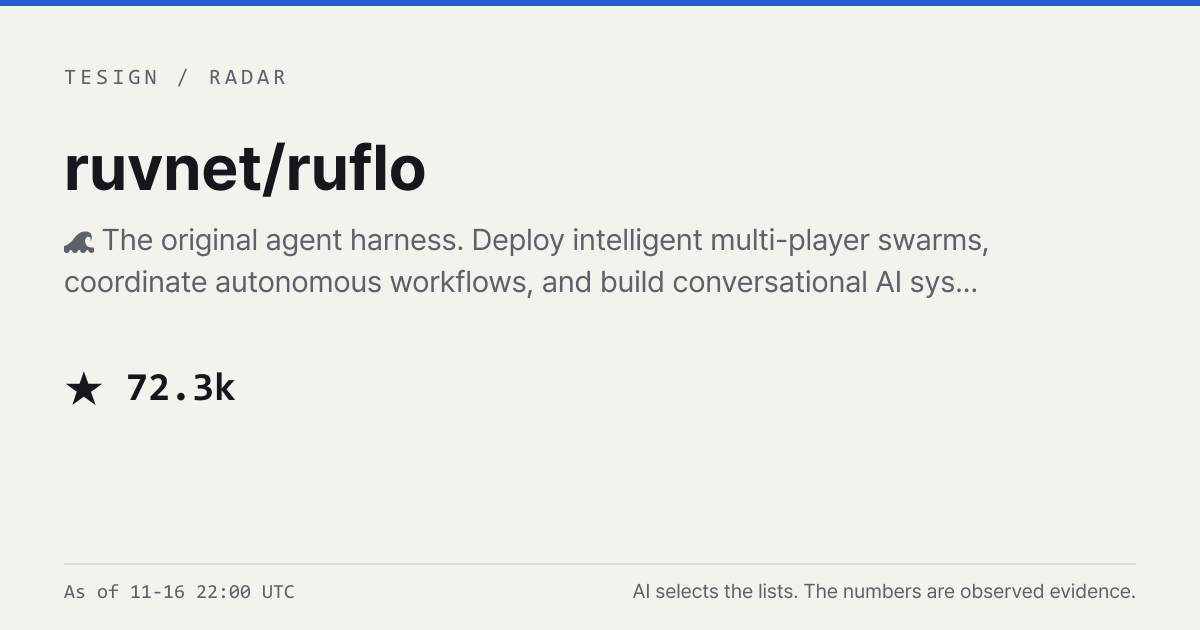 TESIGN / RADAR
ruvnet/ruflo
🌊 The original agent harness. Deploy intelligent multi-player swarms,
coordinate autonomous workflows, and build conversational AI sys...
★ 72.3k
As of 11-16 22:00 UTC
AI selects the lists. The numbers are observed evidence.